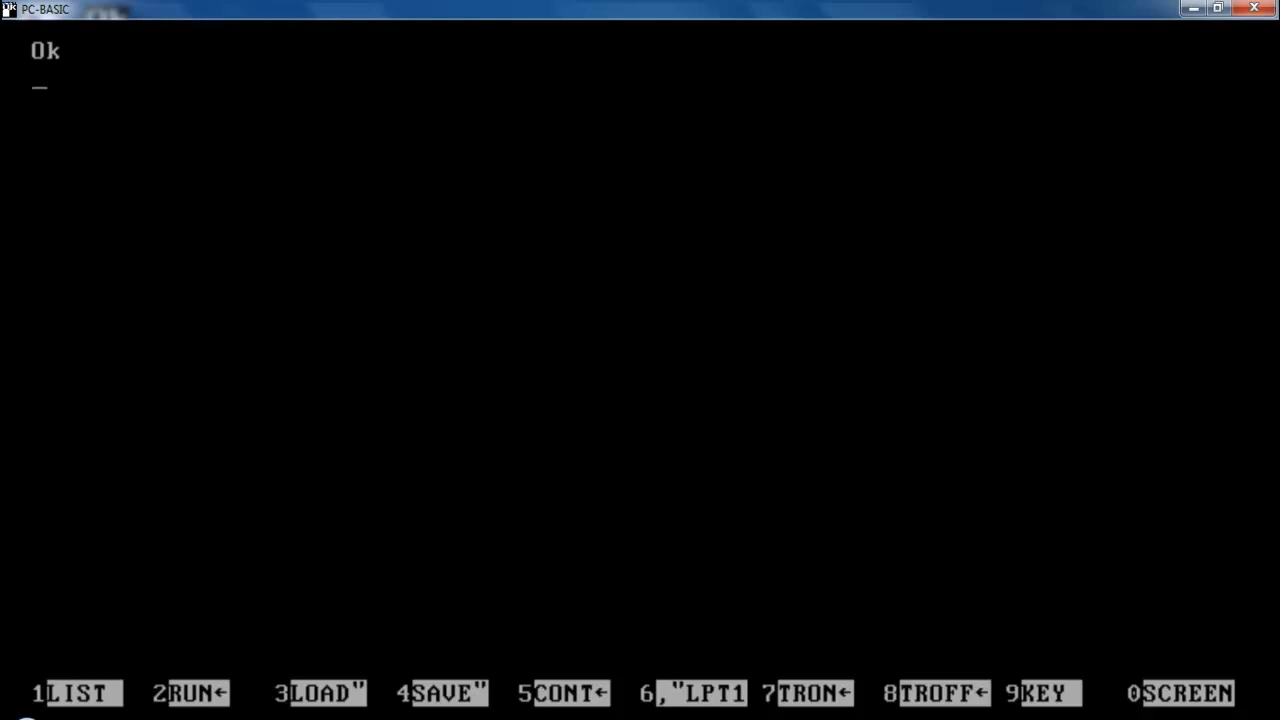 PC-BASIC
Ok
1LIST 2RUN← 3LOAD" 4SAVE" 5CONT← 6,"LPT1 7TRON← 8TROFF← 9KEY 0SCREEN